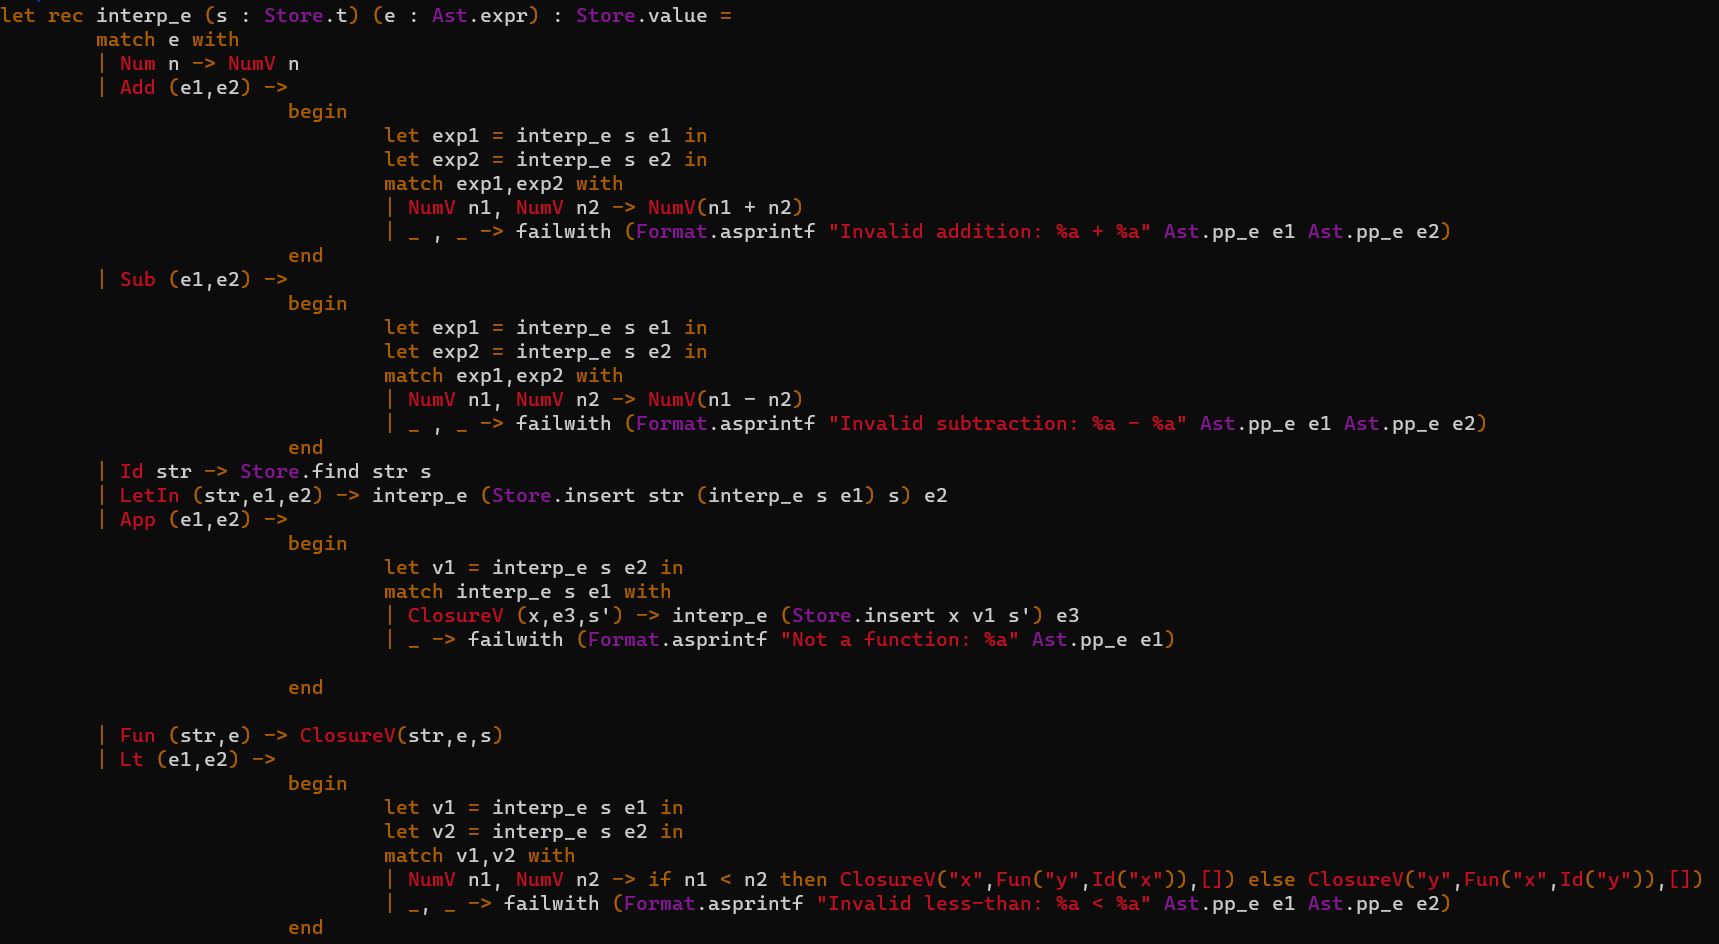 let rec interp_e (s : Store.t) (e : Ast.expr) : Store.value =
        match e with
        | Num n -> NumV n
        | Add (e1,e2) ->
                        begin
                                let exp1 = interp_e s e1 in
                                let exp2 = interp_e s e2 in
                                match exp1,exp2 with
                                | NumV n1, NumV n2 -> NumV(n1 + n2)
                                | _ , _ -> failwith (Format.asprintf "Invalid addition: %a + %a" Ast.pp_e e1 Ast.pp_e e2)
                        end
        | Sub (e1,e2) ->
                        begin
                                let exp1 = interp_e s e1 in
                                let exp2 = interp_e s e2 in
                                match exp1,exp2 with
                                | NumV n1, NumV n2 -> NumV(n1 - n2)
                                | _ , _ -> failwith (Format.asprintf "Invalid subtraction: %a - %a" Ast.pp_e e1 Ast.pp_e e2)
                        end
        | Id str -> Store.find str s
        | LetIn (str,e1,e2) -> interp_e (Store.insert str (interp_e s e1) s) e2
        | App (e1,e2) ->
                        begin
                                let v1 = interp_e s e2 in
                                match interp_e s e1 with
                                | ClosureV (x,e3,s') -> interp_e (Store.insert x v1 s') e3
                                | _ -> failwith (Format.asprintf "Not a function: %a" Ast.pp_e e1)

                        end

        | Fun (str,e) -> ClosureV(str,e,s)
        | Lt (e1,e2) ->
                        begin
                                let v1 = interp_e s e1 in
                                let v2 = interp_e s e2 in
                                match v1,v2 with
                                | NumV n1, NumV n2 -> if n1 < n2 then ClosureV("x",Fun("y",Id("x")),[]) else ClosureV("y",Fun("x",Id("y")),[])
                                | _, _ -> failwith (Format.asprintf "Invalid less-than: %a < %a" Ast.pp_e e1 Ast.pp_e e2)
                        end